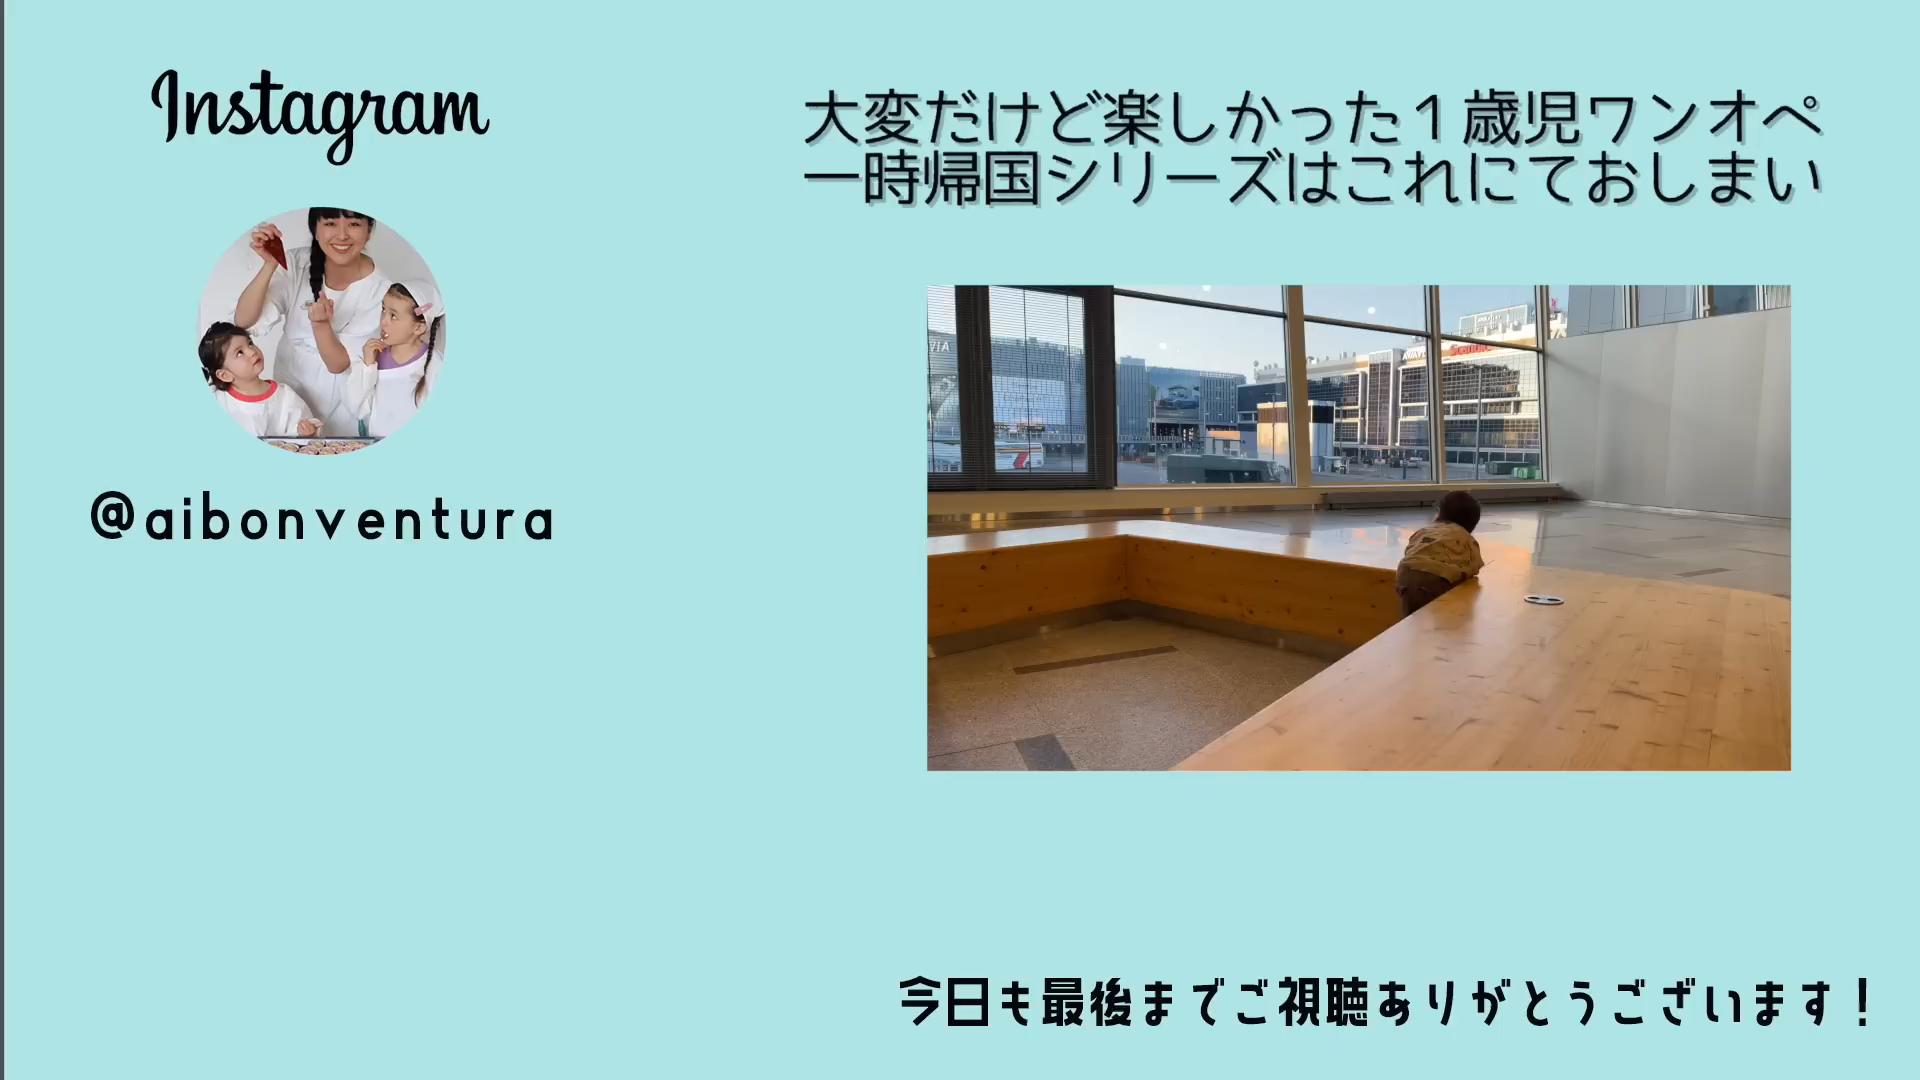 Instagram
@aibonventura
大変だけど楽しかった１歳児ワンオペ
一時帰国シリーズはこれにておしまい
今日も最後までご視聴ありがとうございます！